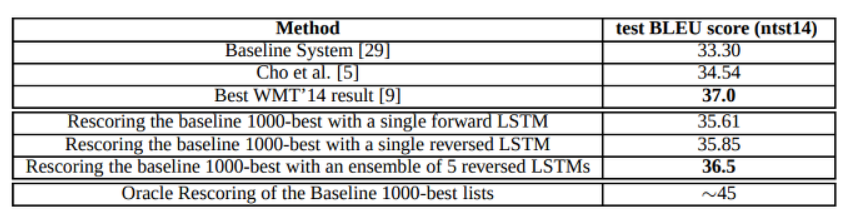 Method test BLEU score (ntst14)
Baseline System [29] 33.30
Cho et al. [5] 34.54
Best WMT'14 result [9] 37.0
Rescoring the baseline 1000-best with a single forward LSTM 35.61
Rescoring the baseline 1000-best with a single reversed LSTM 35.85
Rescoring the baseline 1000-best with an ensemble of 5 reversed LSTMs 36.5
Oracle Rescoring of the Baseline 1000-best lists ∼45